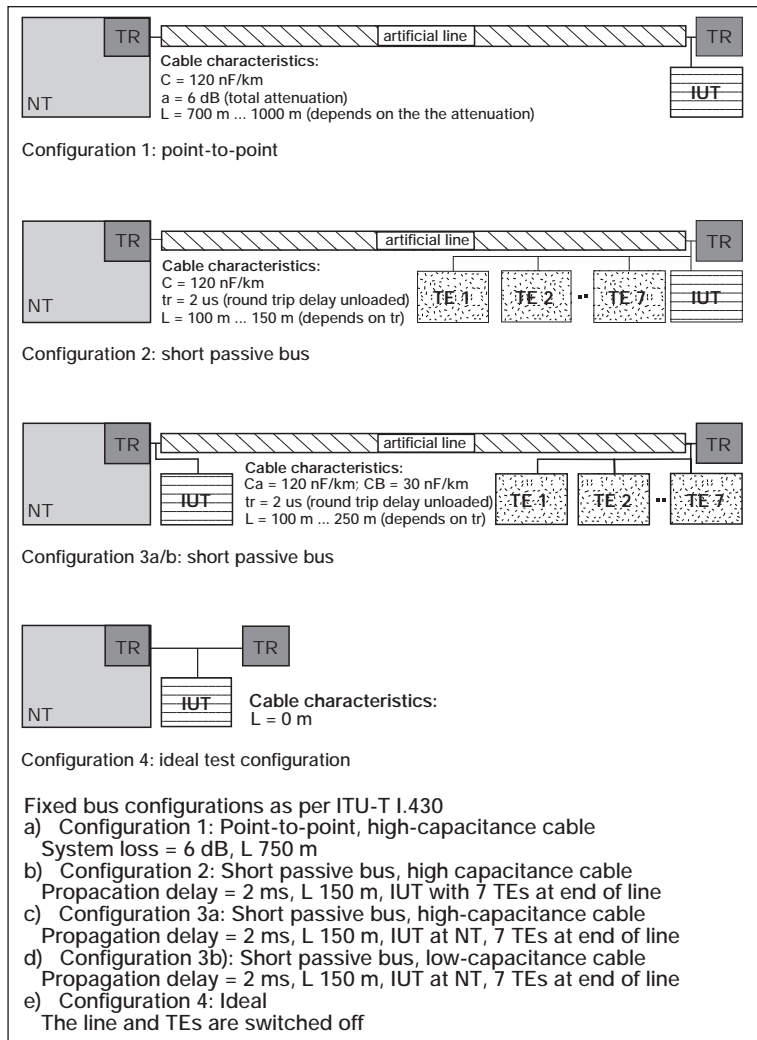 TR
artificial line
TR
Cable characteristics:
C = 120 nF/km
a = 6 dB (total attenuation)
L = 700 m ... 1000 m (depends on the the attenuation)
NT
IUT
Configuration 1: point-to-point
TR
artificial line
TR
Cable characteristics:
C = 120 nF/km
tr = 2 us (round trip delay unloaded)
L = 100 m ... 150 m (depends on tr)
NT
TE 1
TE 2
TE 7
IUT
Configuration 2: short passive bus
TR
artificial line
TR
IUT
Cable characteristics:
Ca = 120 nF/km; CB = 30 nF/km
tr = 2 us (round trip delay unloaded)
L = 100 m ... 250 m (depends on tr)
NT
TE 1
TE 2
TE 7
Configuration 3a/b: short passive bus
TR
TR
NT
IUT
Cable characteristics:
L = 0 m
Configuration 4: ideal test configuration
Fixed bus configurations as per ITU-T I.430
a) Configuration 1: Point-to-point, high-capacitance cable
System loss = 6 dB, L 750 m
b) Configuration 2: Short passive bus, high capacitance cable
Propacation delay = 2 ms, L 150 m, IUT with 7 TEs at end of line
c) Configuration 3a: Short passive bus, high-capacitance cable
Propagation delay = 2 ms, L 150 m, IUT at NT, 7 TEs at end of line
d) Configuration 3b): Short passive bus, low-capacitance cable
Propagation delay = 2 ms, L 150 m, IUT at NT, 7 TEs at end of line
e) Configuration 4: Ideal
The line and TEs are switched off